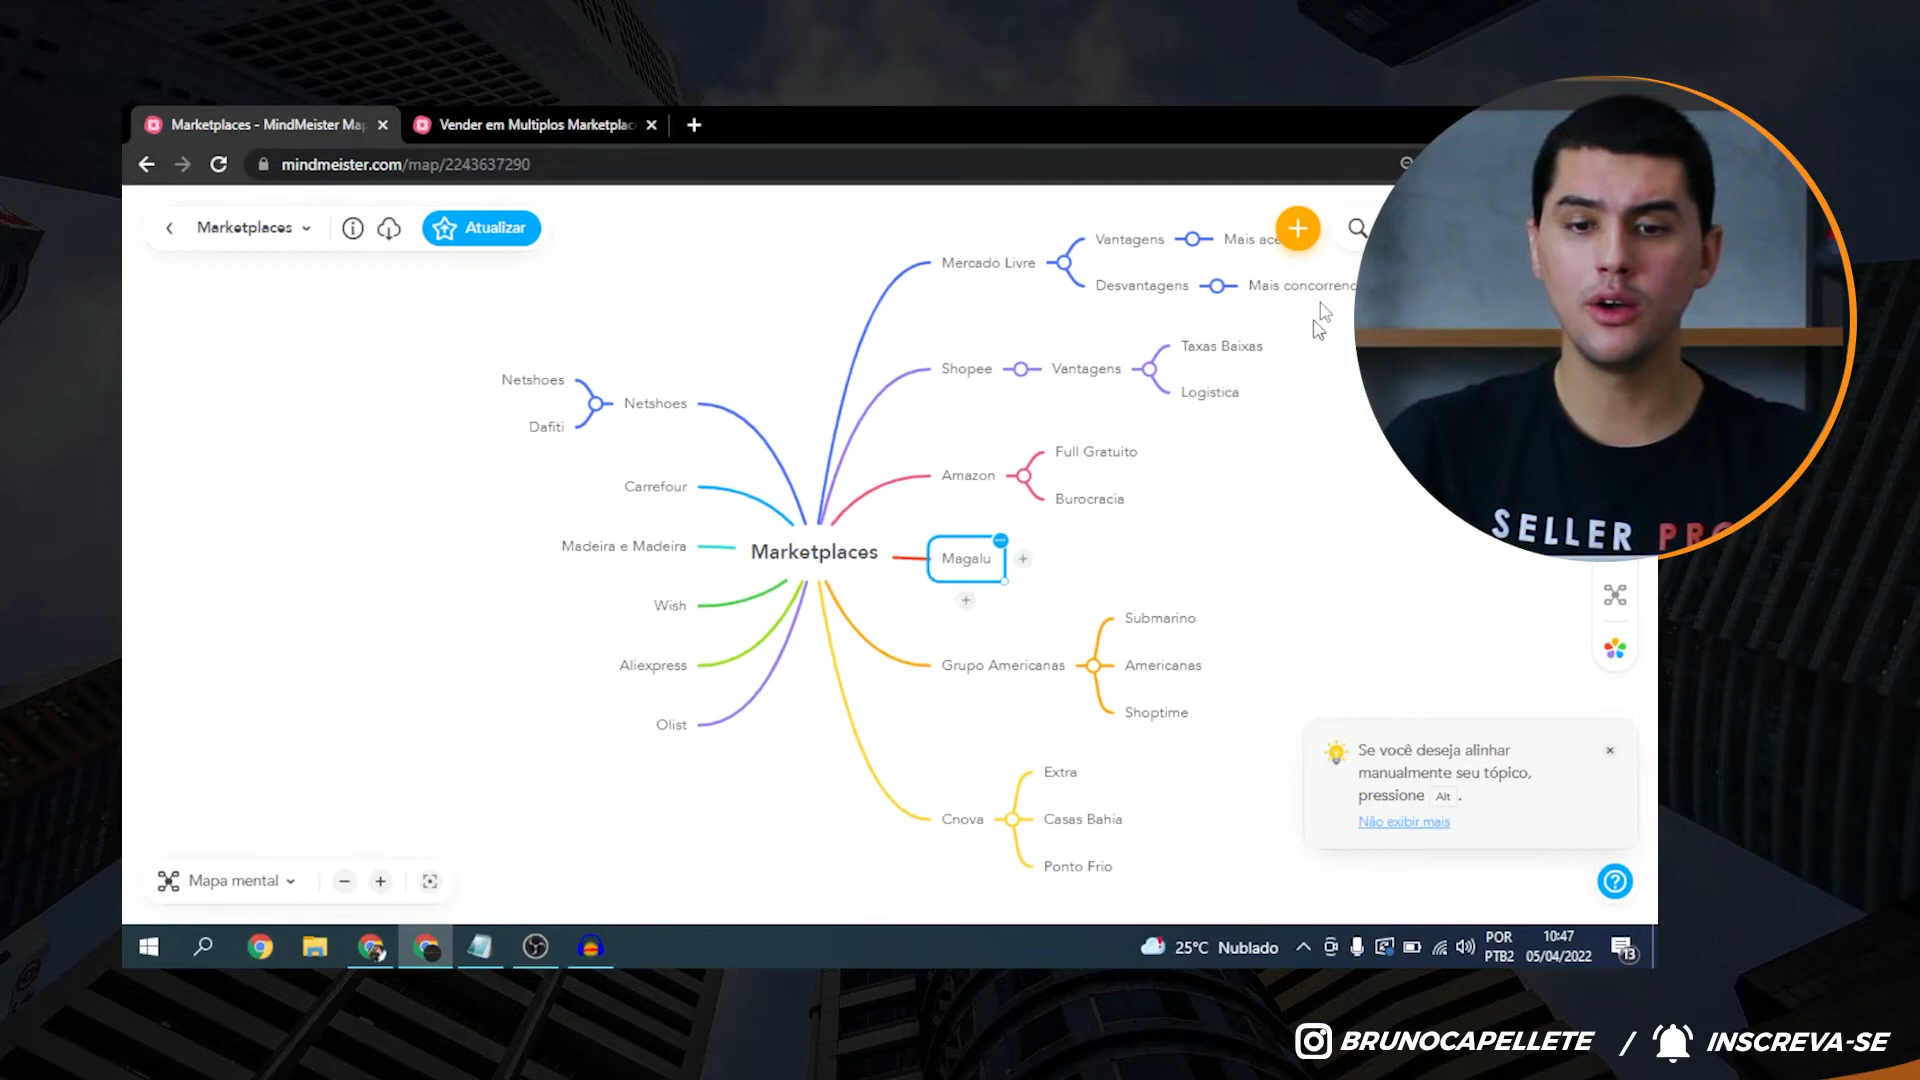 Marketplaces - MindMeister Ma
Vender em Multiplos Marketplac
mindmeister.com/map/2243637290
Marketplaces
Atualizar
Mercado Livre
Vantagens
Mais ace
Desvantagens
Mais concorrenc
Shopee
Vantagens
Taxas Baixas
Logistica
Amazon
Full Gratuito
Burocracia
Netshoes
Netshoes
Dafiti
Carrefour
Madeira e Madeira
Marketplaces
Magalu
Wish
Aliexpress
Olist
Grupo Americanas
Submarino
Americanas
Shoptime
Cnova
Extra
Casas Bahia
Ponto Frio
Se você deseja alinhar
manualmente seu tópico,
pressione Alt .
Não exibir mais
Mapa mental
25°C Nublado
POR
PTB2
10:47
05/04/2022
13
SELLER PRO
BRUNOCAPELLETE / INSCREVA-SE